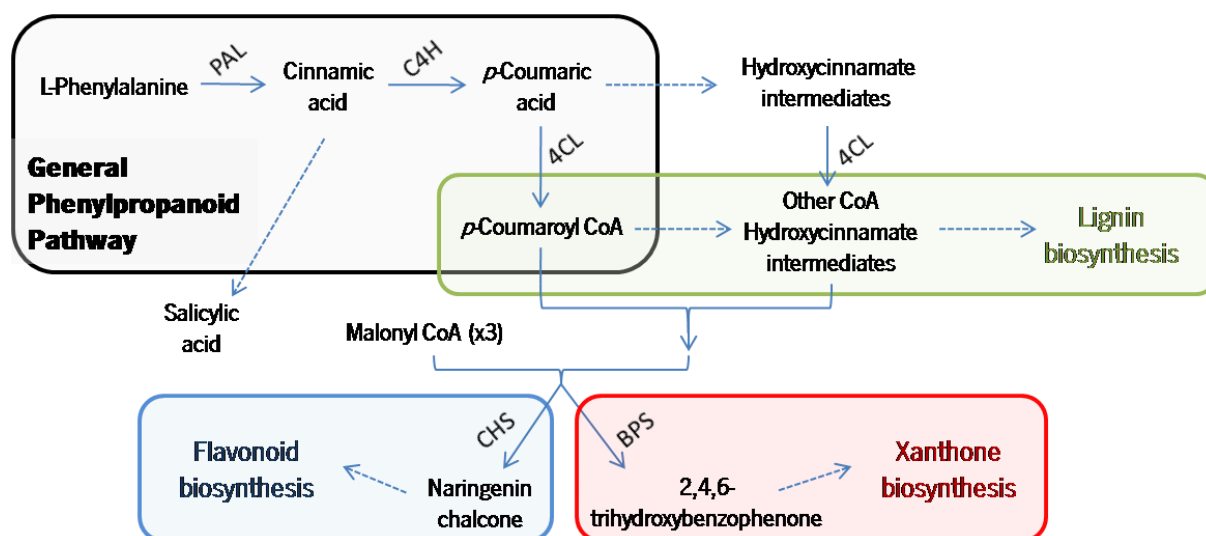 PAL
C4H
L-Phenylalanine
Cinnamic
acid
p-Coumaric
acid
Hydroxycinnamate
intermediates
4CL
4CL
General
Phenylpropanoid
Pathway
p-Coumaroyl CoA
Other CoA
Hydroxycinnamate
intermediates
Lignin
biosynthesis
Salicylic
acid
Malonyl CoA (x3)
CHS
BPS
Flavonoid
biosynthesis
Naringenin
chalcone
2,4,6-
trihydroxybenzophenone
Xanthone
biosynthesis